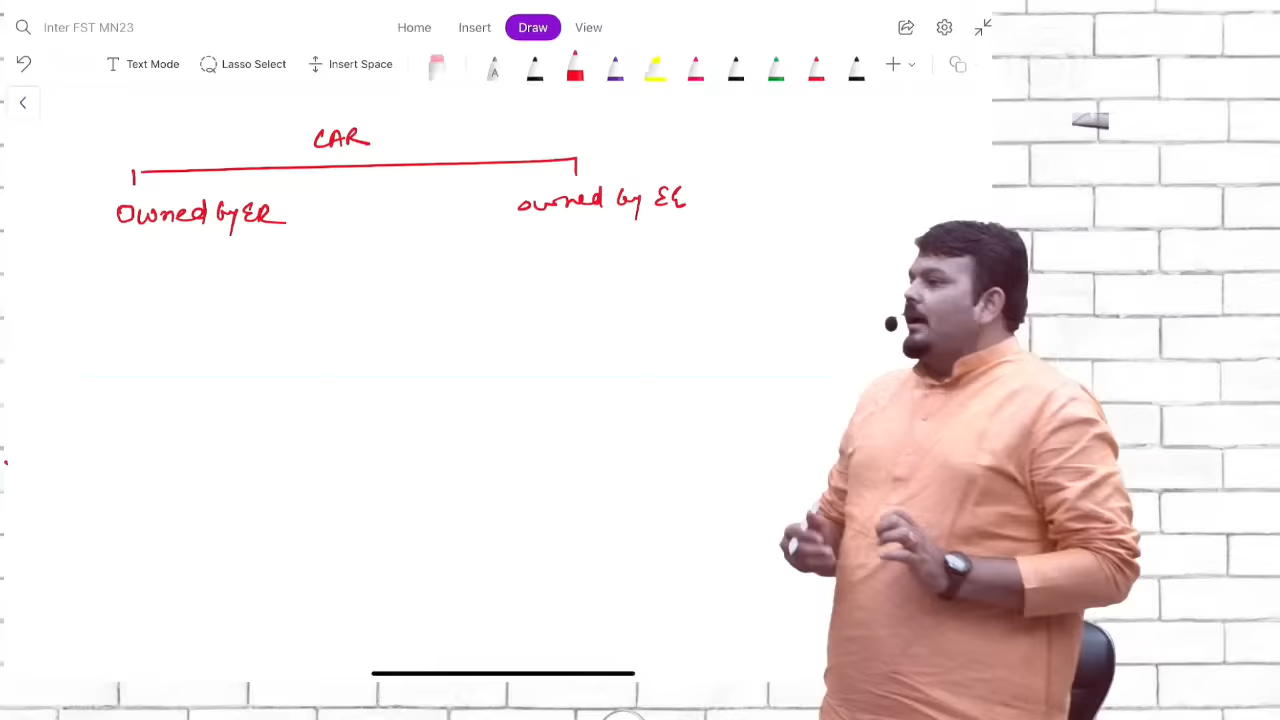 Inter FST MN23
Home Insert Draw View
Text Mode Lasso Select Insert Space
A
CAR
Owned by ER
owned by EE